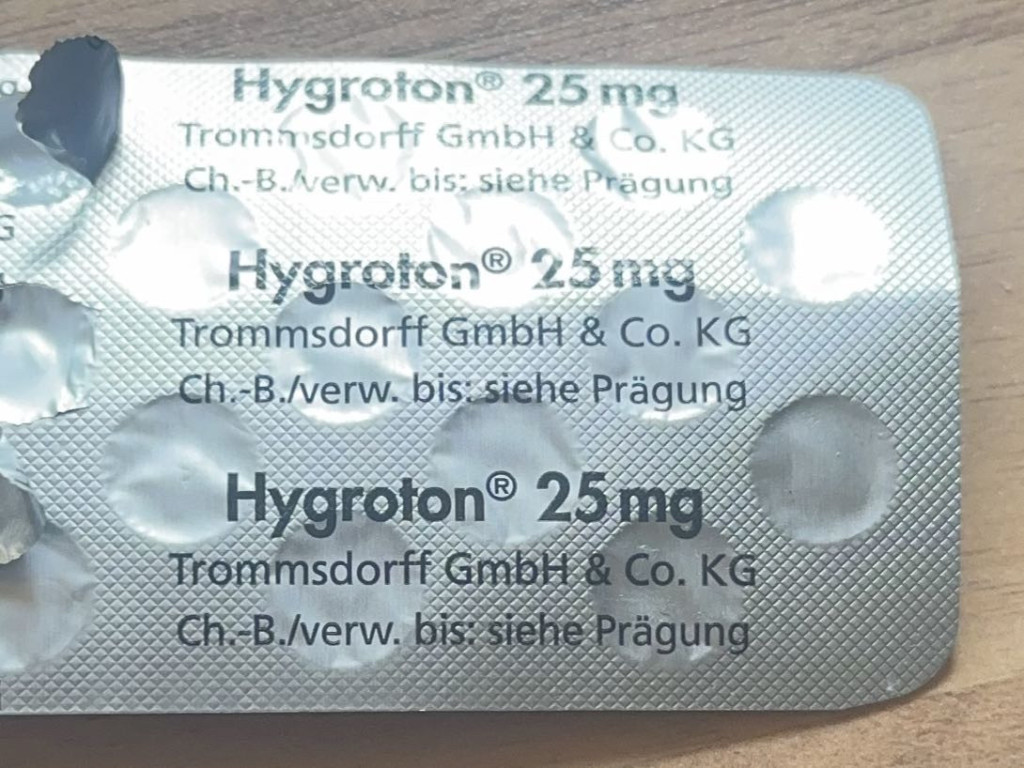 Hygroton® 25 mg
Trommsdorff GmbH & Co. KG
Ch.-B./verw. bis: siehe Prägung
Hygroton® 25 mg
Trommsdorff GmbH & Co. KG
Ch.-B./verw. bis: siehe Prägung
Hygroton® 25 mg
Trommsdorff GmbH & Co. KG
Ch.-B./verw. bis: siehe Prägung